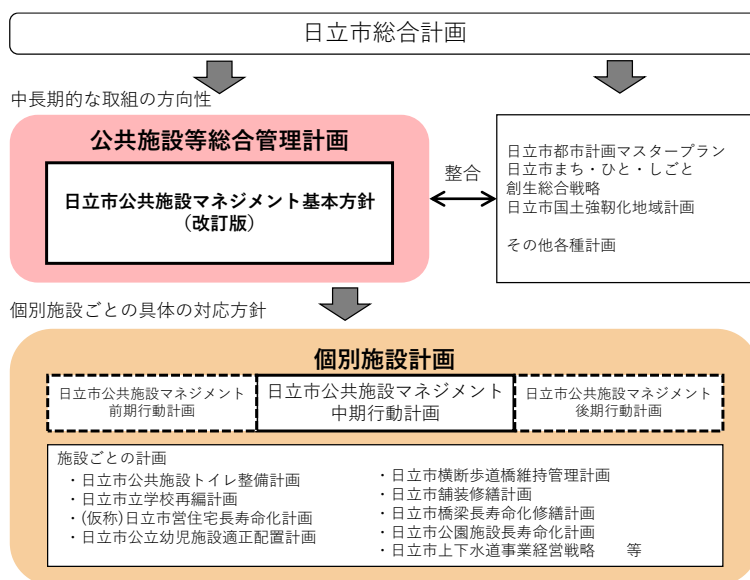 日立市総合計画
中長期的な取組の方向性
公共施設等総合管理計画
日立市公共施設マネジメント基本方針
（改訂版）
整合
日立市都市計画マスタープラン
日立市まち・ひと・しごと
創生総合戦略
日立市国土強靭化地域計画
その他各種計画
個別施設ごとの具体の対応方針
個別施設計画
日立市公共施設マネジメント
前期行動計画
日立市公共施設マネジメント
中期行動計画
日立市公共施設マネジメント
後期行動計画
施設ごとの計画
・日立市公共施設トイレ整備計画
・日立市立学校再編計画
・(仮称)日立市営住宅長寿命化計画
・日立市公立幼児施設適正配置計画
・日立市横断歩道橋維持管理計画
・日立市舗装修繕計画
・日立市橋梁長寿命化修繕計画
・日立市公園施設長寿命化計画
・日立市上下水道事業経営戦略　　等